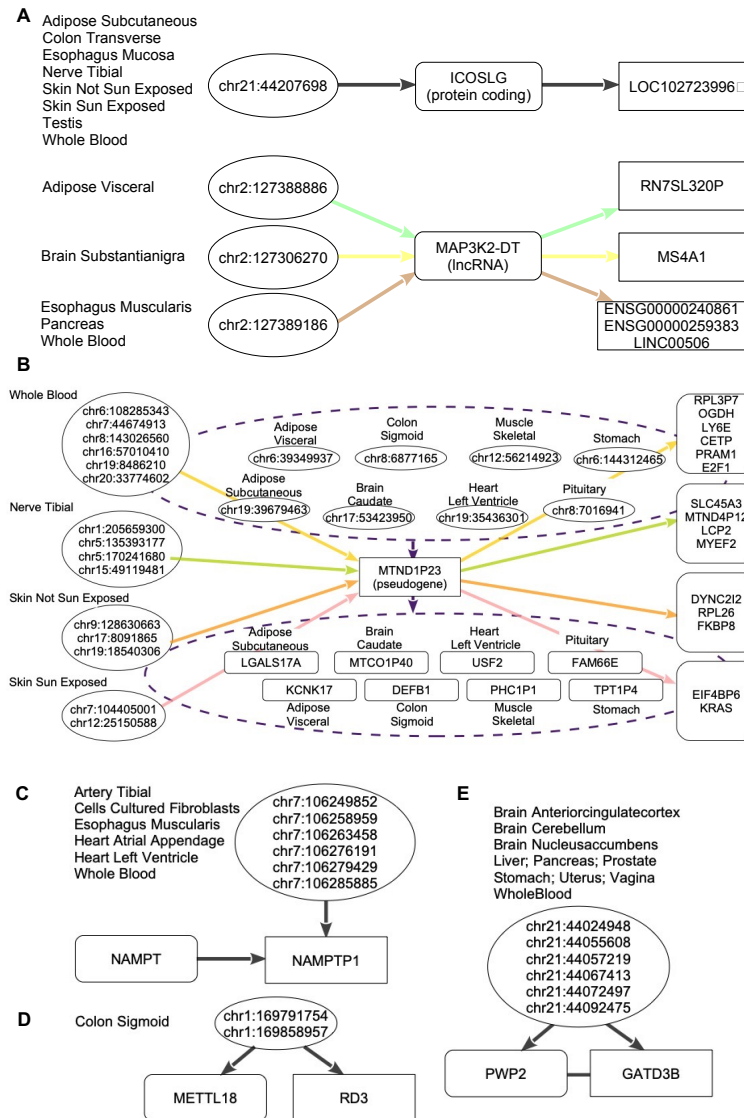 A
Adipose Subcutaneous
Colon Transverse
Esophagus Mucosa
Nerve Tibial
Skin Not Sun Exposed
Skin Sun Exposed
Testis
Whole Blood
chr21:44207698
ICOSLG
(protein coding)
LOC102723996□
Adipose Visceral
chr2:127388886
RN7SL320P
Brain Substantianigra
chr2:127306270
MAP3K2-DT
(lncRNA)
MS4A1
Esophagus Muscularis
Pancreas
Whole Blood
chr2:127389186
ENSG00000240861
ENSG00000259383
LINC00506
B
Whole Blood
chr6:108285343
chr7:44674913
chr8:143026560
chr16:57010410
chr19:8486210
chr20:33774602
Adipose
Visceral
chr6:39349937
Colon
Sigmoid
chr8:6877165
Muscle
Skeletal
chr12:56214923
Stomach
chr6:144312465
RPL3P7
OGDH
LY6E
CETP
PRAM1
E2F1
Adipose
Subcutaneous
chr19:39679463
Brain
Caudate
chr17:53423950
Heart
Left Ventricle
chr19:35436301
Pituitary
chr8:7016941
Nerve Tibial
chr1:205659300
chr5:135393177
chr5:170241680
chr15:49119481
SLC45A3
MTND4P12
LCP2
MYEF2
MTND1P23
(pseudogene)
Skin Not Sun Exposed
chr9:128630663
chr17:8091865
chr19:18540306
DYNC2I2
RPL26
FKBP8
Adipose
Subcutaneous
LGALS17A
Brain
Caudate
MTCO1P40
Heart
Left Ventricle
USF2
Pituitary
FAM66E
Skin Sun Exposed
chr7:104405001
chr12:25150588
KCNK17
Adipose
Visceral
DEFB1
Colon
Sigmoid
PHC1P1
Muscle
Skeletal
TPT1P4
Stomach
EIF4BP6
KRAS
C
Artery Tibial
Cells Cultured Fibroblasts
Esophagus Muscularis
Heart Atrial Appendage
Heart Left Ventricle
Whole Blood
chr7:106249852
chr7:106258959
chr7:106263458
chr7:106276191
chr7:106279429
chr7:106285885
NAMPT
NAMPTP1
D
Colon Sigmoid
chr1:169791754
chr1:169858957
METTL18
RD3
E
Brain Anteriorcingulatecortex
Brain Cerebellum
Brain Nucleusaccumbens
Liver; Pancreas; Prostate
Stomach; Uterus; Vagina
WholeBlood
chr21:44024948
chr21:44055608
chr21:44057219
chr21:44067413
chr21:44072497
chr21:44092475
PWP2
GATD3B